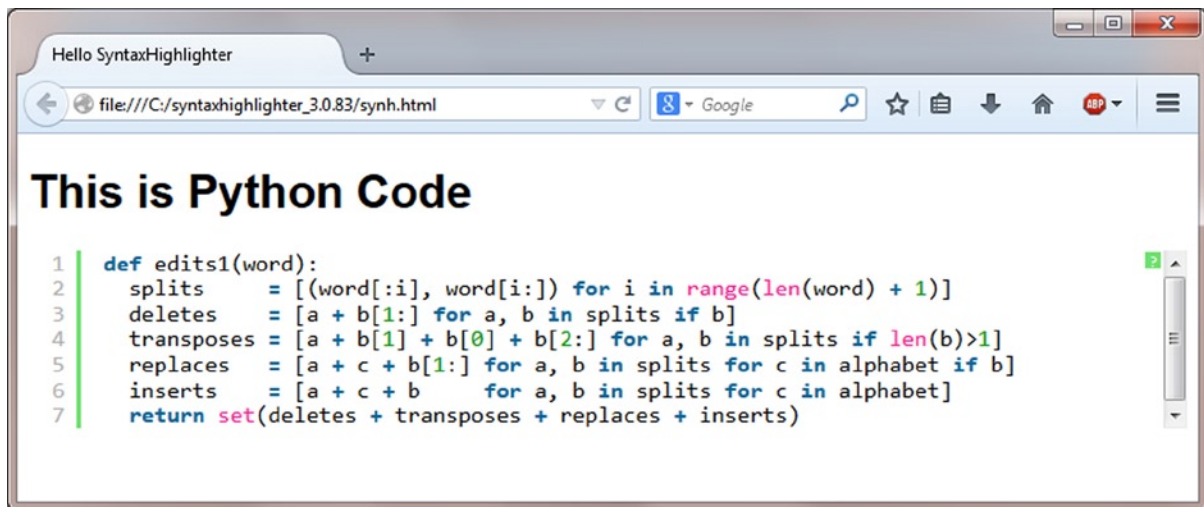 Hello SyntaxHighlighter
file:///C:/syntaxhighlighter_3.0.83/synh.html
8 Google
ABP
This is Python Code
?
1 def edits1(word):
2   splits     = [(word[:i], word[i:]) for i in range(len(word) + 1)]
3   deletes    = [a + b[1:] for a, b in splits if b]
4   transposes = [a + b[1] + b[0] + b[2:] for a, b in splits if len(b)>1]
5   replaces   = [a + c + b[1:] for a, b in splits for c in alphabet if b]
6   inserts    = [a + c + b     for a, b in splits for c in alphabet]
7   return set(deletes + transposes + replaces + inserts)